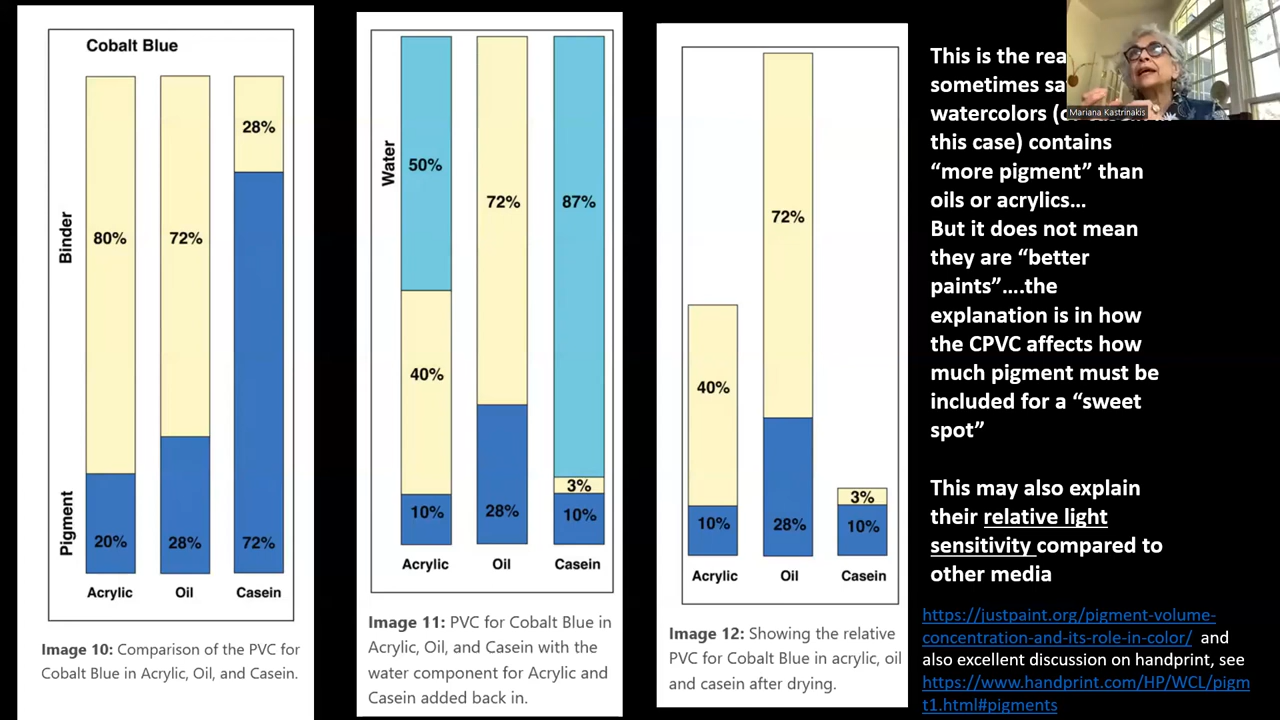 Cobalt Blue
Binder
Pigment
80%
20%
72%
28%
28%
72%
Acrylic
Oil
Casein
Image 10: Comparison of the PVC for
Cobalt Blue in Acrylic, Oil, and Casein.
Water
50%
40%
10%
72%
28%
87%
3%
10%
Acrylic
Oil
Casein
Image 11: PVC for Cobalt Blue in
Acrylic, Oil, and Casein with the
water component for Acrylic and
Casein added back in.
40%
10%
72%
28%
3%
10%
Acrylic
Oil
Casein
Image 12: Showing the relative
PVC for Cobalt Blue in acrylic, oil
and casein after drying.
This is the
sometimes
watercolors
this case) contains
“more pigment” than
oils or acrylics…
But it does not mean
they are “better
paints”….the
explanation is in how
the CPVC affects how
much pigment must be
included for a “sweet
spot”
This may also explain
their relative light
sensitivity compared to
other media
https://justpaint.org/pigment-volume-
concentration-and-its-role-in-color/ and
also excellent discussion on handprint, see
https://www.handprint.com/HP/WCL/pigm
t1.html#pigments
Mariana Kastrinakis